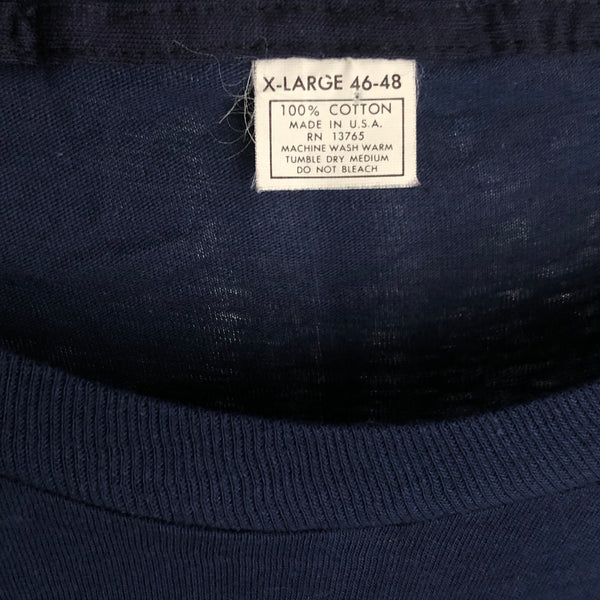 X-LARGE 46-48
100% COTTON
MADE IN U.S.A.
RN 13765
MACHINE WASH WARM
TUMBLE DRY MEDIUM
DO NOT BLEACH